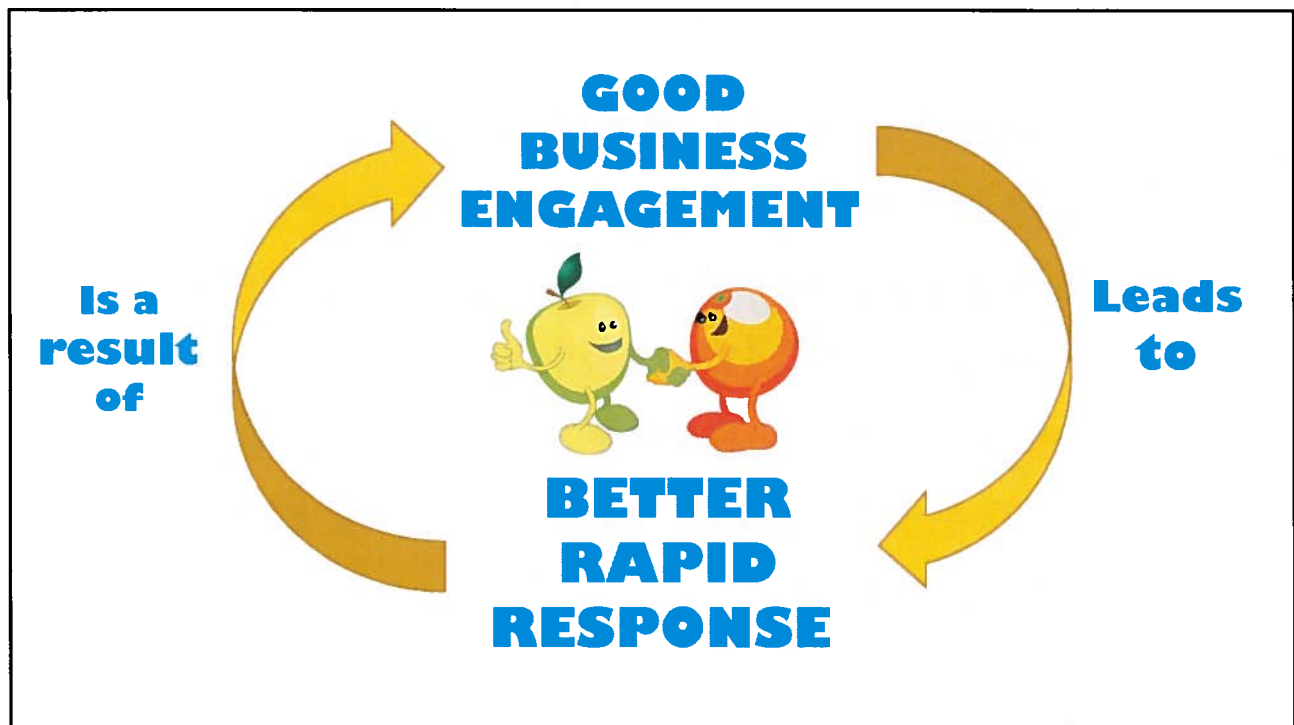 GOOD
BUSINESS
ENGAGEMENT
Leads
to
BETTER
RAPID
RESPONSE
Is a
result
of